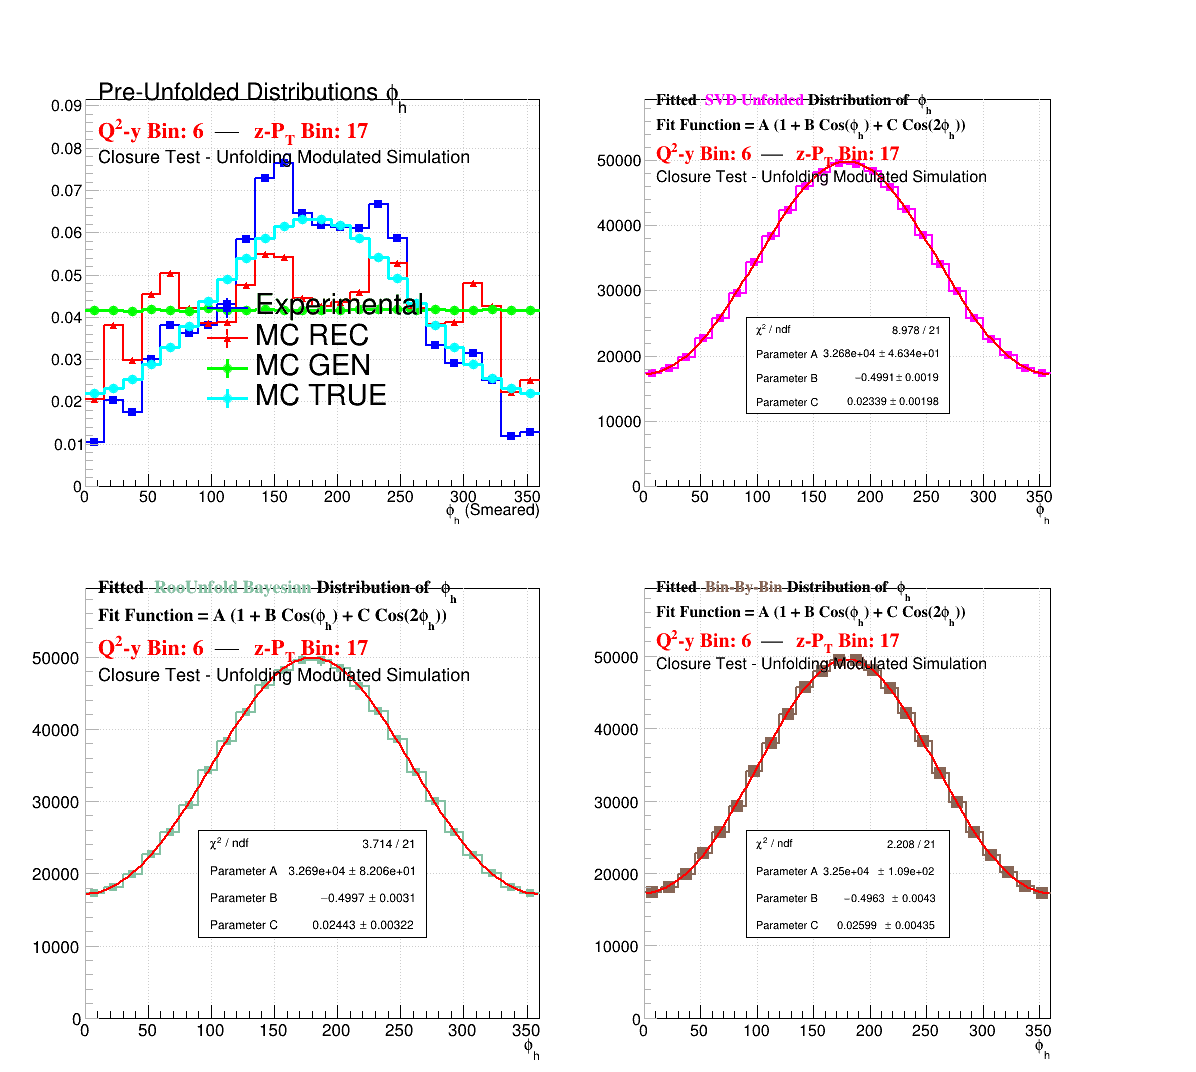 Pre-Unfolded Distributions ϕh
Q2-y Bin: 6 — z-PT Bin: 17
Closure Test - Unfolding Modulated Simulation
0.09
0.08
0.07
0.06
0.05
0.04
0.03
0.02
0.01
0
Experimental
MC REC
MC GEN
MC TRUE
0 50 100 150 200 250 300 350
ϕh (Smeared)
Fitted SVD Unfolded Distribution of ϕh
Fit Function = A (1 + B Cos(ϕh) + C Cos(2ϕh))
Q2-y Bin: 6 — z-PT Bin: 17
Closure Test - Unfolding Modulated Simulation
50000
40000
30000
20000
10000
0
χ2 / ndf 8.978 / 21
Parameter A 3.268e+04 ± 4.634e+01
Parameter B −0.4991 ± 0.0019
Parameter C 0.02339 ± 0.00198
0 50 100 150 200 250 300 350
ϕh
Fitted RooUnfold Bayesian Distribution of ϕh
Fit Function = A (1 + B Cos(ϕh) + C Cos(2ϕh))
Q2-y Bin: 6 — z-PT Bin: 17
Closure Test - Unfolding Modulated Simulation
50000
40000
30000
20000
10000
0
χ2 / ndf 3.714 / 21
Parameter A 3.269e+04 ± 8.206e+01
Parameter B −0.4997 ± 0.0031
Parameter C 0.02443 ± 0.00322
0 50 100 150 200 250 300 350
ϕh
Fitted Bin-By-Bin Distribution of ϕh
Fit Function = A (1 + B Cos(ϕh) + C Cos(2ϕh))
Q2-y Bin: 6 — z-PT Bin: 17
Closure Test - Unfolding Modulated Simulation
50000
40000
30000
20000
10000
0
χ2 / ndf 2.208 / 21
Parameter A 3.25e+04 ± 1.09e+02
Parameter B −0.4963 ± 0.0043
Parameter C 0.02599 ± 0.00435
0 50 100 150 200 250 300 350
ϕh